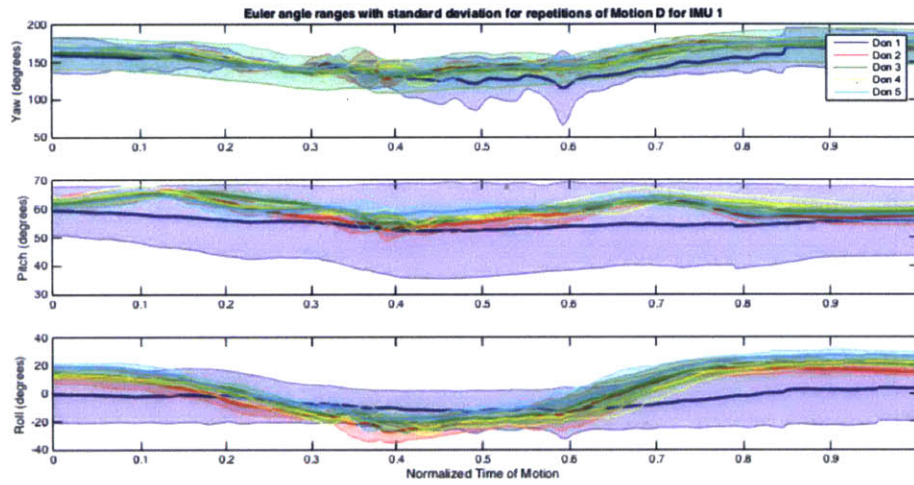 Euler angle ranges with standard deviation for repetitions of Motion D for IMU 1
200
150
100
50
Yaw (degrees)
Don 1
Don 2
Don 3
Don 4
Don 5
0 0.1 0.2 0.3 0.4 0.5 0.6 0.7 0.8 0.9
70
60
50
40
30
Pitch (degrees)
0 0.1 0.2 0.3 0.4 0.5 0.6 0.7 0.8 0.9
40
20
0
-20
-40
Roll (degrees)
0 0.1 0.2 0.3 0.4 0.5 0.6 0.7 0.8 0.9
Normalized Time of Motion